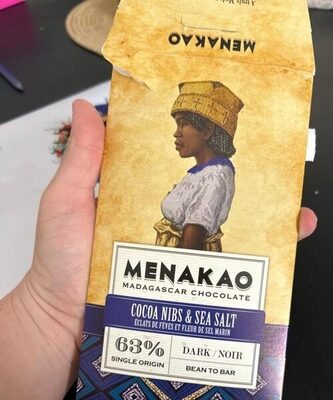 MENAKAO
MENAKAO
MADAGASCAR CHOCOLATE
COCOA NIBS & SEA SALT
ÉCLATS DE FÈVES ET FLEUR DE SEL MARIN
63%
SINGLE ORIGIN
DARK / NOIR
BEAN TO BAR